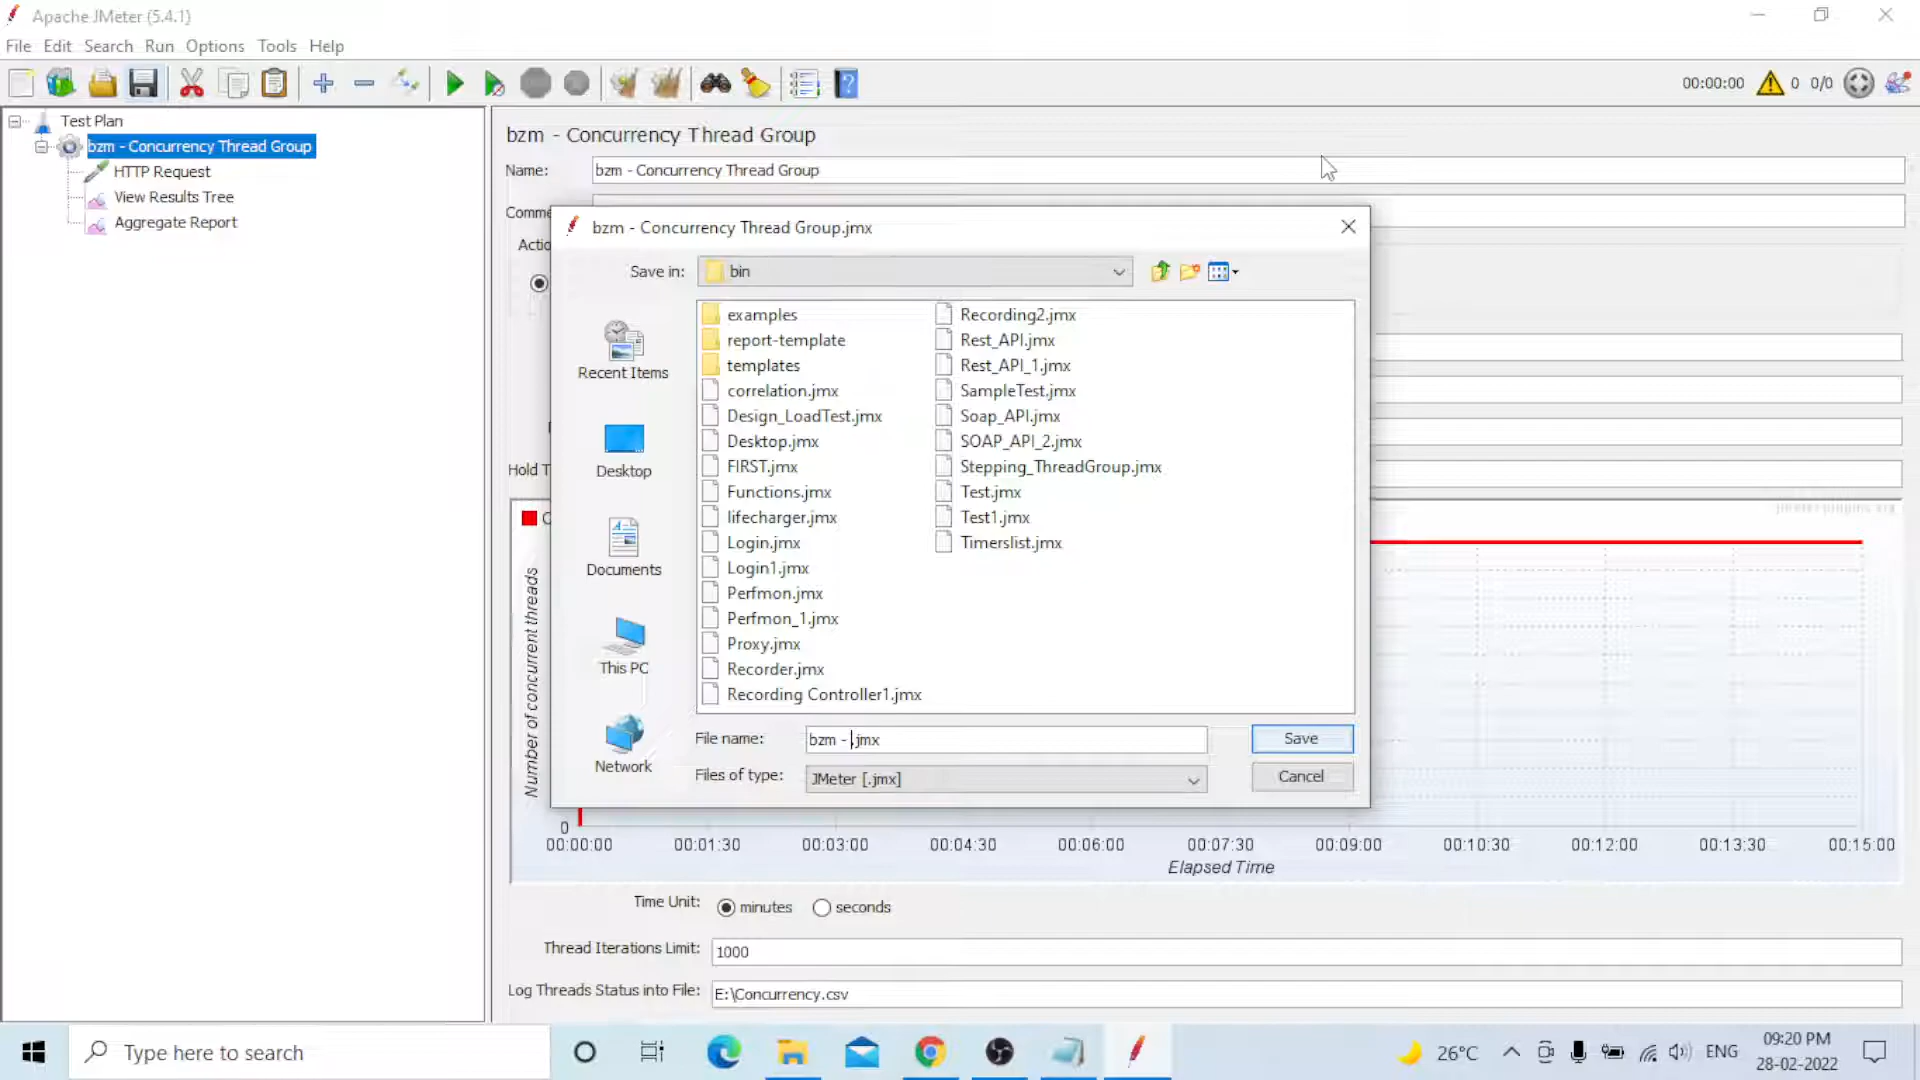 Apache JMeter (5.4.1)
File Edit Search Run Options Tools Help
00:00:00 0 0/0
Test Plan
bzm - Concurrency Thread Group
HTTP Request
View Results Tree
Aggregate Report
bzm - Concurrency Thread Group
Name: bzm - Concurrency Thread Group
Comme
Actio
Hold T
bzm - Concurrency Thread Group.jmx
Save in: bin
Recent Items
Desktop
Documents
This PC
Network
examples
report-template
templates
correlation.jmx
Design_LoadTest.jmx
Desktop.jmx
FIRST.jmx
Functions.jmx
lifecharger.jmx
Login.jmx
Login1.jmx
Perfmon.jmx
Perfmon_1.jmx
Proxy.jmx
Recorder.jmx
Recording Controller1.jmx
Recording2.jmx
Rest_API.jmx
Rest_API_1.jmx
SampleTest.jmx
Soap_API.jmx
SOAP_API_2.jmx
Stepping_ThreadGroup.jmx
Test.jmx
Test1.jmx
Timerslist.jmx
File name: bzm - .jmx
Save
Files of type: JMeter [.jmx]
Cancel
Number of concurrent threads
0
00:00:00 00:01:30 00:03:00 00:04:30 00:06:00 00:07:30 00:09:00 00:10:30 00:12:00 00:13:30 00:15:00
Elapsed Time
Time Unit: minutes seconds
Thread Iterations Limit: 1000
Log Threads Status into File: E:\Concurrency.csv
Type here to search
26°C
ENG
09:20 PM
28-02-2022